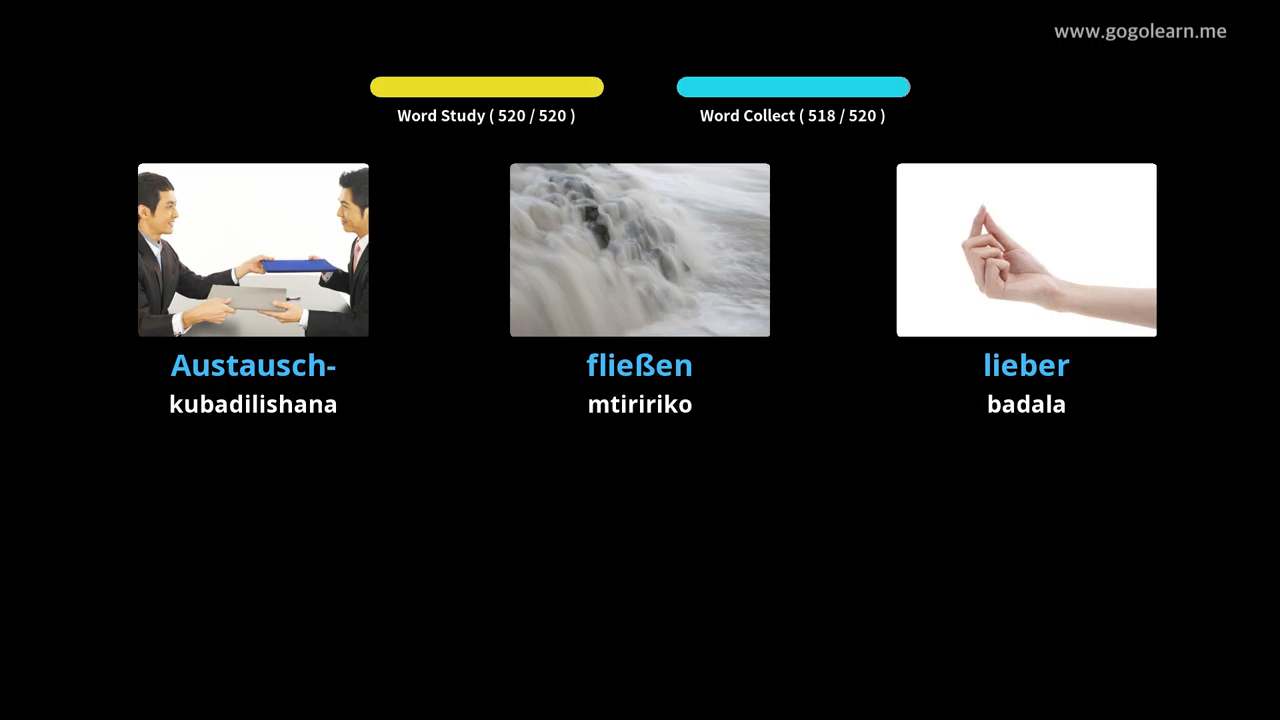 www.gogolearn.me
Word Study ( 520 / 520 )
Word Collect ( 518 / 520 )
Austausch-
kubadilishana
fließen
mtiririko
lieber
badala